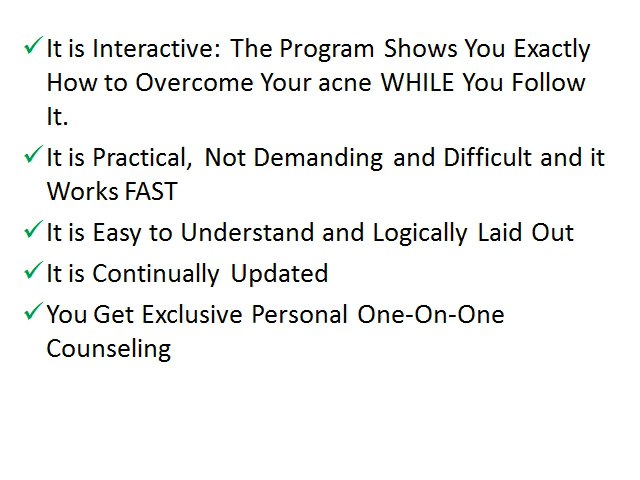 It is Interactive: The Program Shows You Exactly
How to Overcome Your acne WHILE You Follow
It.
It is Practical, Not Demanding and Difficult and it
Works FAST
It is Easy to Understand and Logically Laid Out
It is Continually Updated
You Get Exclusive Personal One-On-One
Counseling